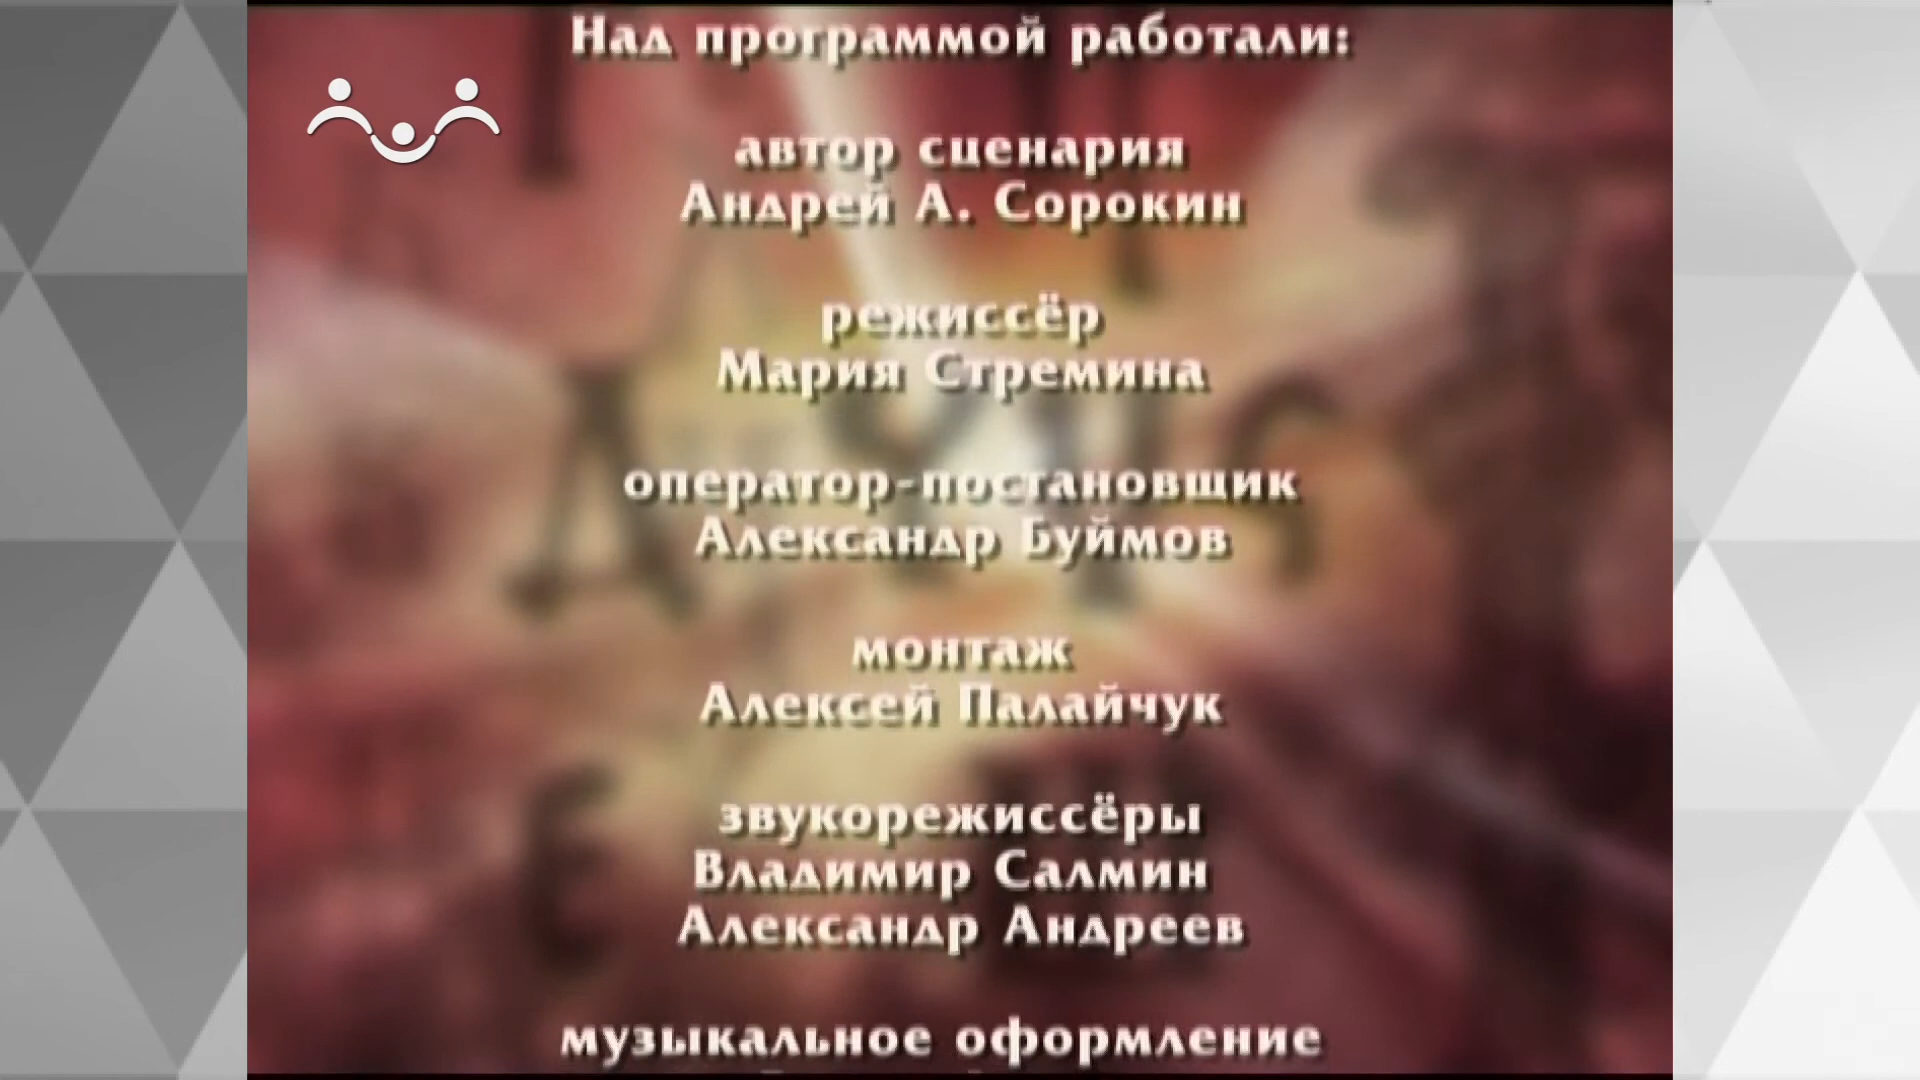 Над программой работали:
автор сценария
Андрей А. Сорокин
режиссёр
Мария Стремина
оператор-постановщик
Александр Буймов
монтаж
Алексей Палайчук
звукорежиссёры
Владимир Салмин
Александр Андреев
музыкальное оформление